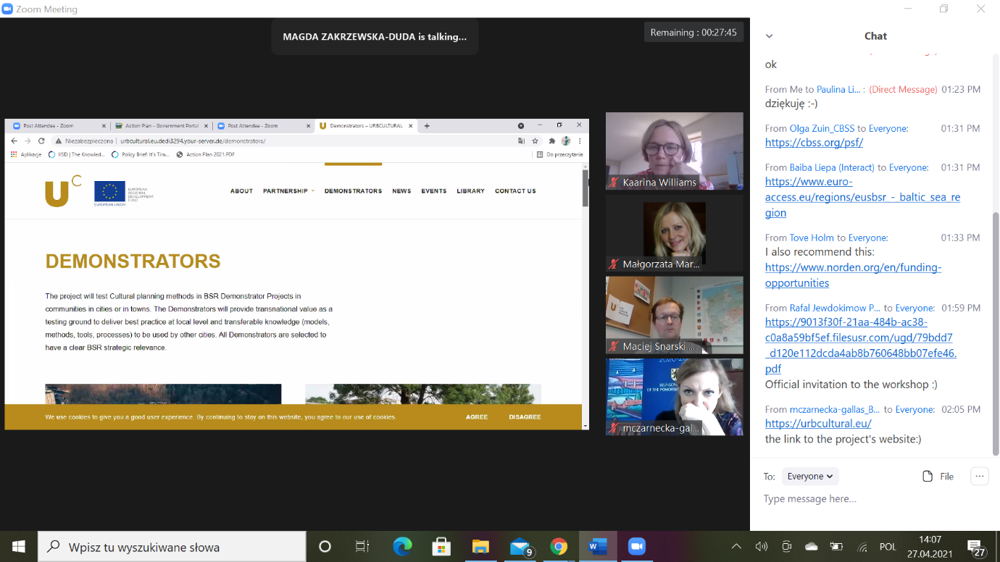 Zoom Meeting
MAGDA ZAKRZEWSKA-DUDA is talking...
Remaining : 00:27:45
Post Attendee - Zoom
Action Plan - Government Portal
Post Attendee - Zoom
Demonstrators – URBCULTURAL
Niezabezpieczona | urbcultural.eu.dedi3294.your-server.de/demonstrators/
Aplikacje
IISD | The Knowled...
Policy Brief: It's Tim...
Action Plan 2021.PDF
Do przeczytania
UC
EUROPEAN UNION
EUROPEAN
REGIONAL
DEVELOPMENT
FUND
ABOUT
PARTNERSHIP
DEMONSTRATORS
NEWS
EVENTS
LIBRARY
CONTACT US
DEMONSTRATORS
The project will test Cultural planning methods in BSR Demonstrator Projects in
communities in cities or in towns. The Demonstrators will provide transnational value as a
testing ground to deliver best practice at local level and transferable knowledge (models,
methods, tools, processes) to be used by other cities. All Demonstrators are selected to
have a clear BSR strategic relevance.
We use cookies to give you a good user experience. By continuing to stay on this website, you agree to our use of cookies.
AGREE
DISAGREE
Kaarina Williams
Małgorzata Mar...
Maciej Snarski ...
mczarnecka-gal...
Chat
ok
From Me to Paulina Li... : (Direct Message) 01:23 PM
dziękuję :-)
From Olga Zuin_CBSS to Everyone: 01:31 PM
https://cbss.org/psf/
From Baiba Liepa (Interact) to Everyone: 01:31 PM
https://www.euro-
access.eu/regions/eusbsr_-_baltic_sea_re
gion
From Tove Holm to Everyone: 01:33 PM
I also recommend this:
https://www.norden.org/en/funding-
opportunities
From Rafal Jewdokimow P... to Everyone: 01:59 PM
https://9013f30f-21aa-484b-ac38-
c0a8a59bf5ef.filesusr.com/ugd/79bdd7
_d120e112dcda4ab8b760648bb07efe46.
pdf
Official invitation to the workshop :)
From mczarnecka-gallas_B... to Everyone: 02:05 PM
https://urbcultural.eu/
the link to the project's website:)
To: Everyone
File
Type message here...
Wpisz tu wyszukiwane słowa
9
POL
14:07
27.04.2021
27